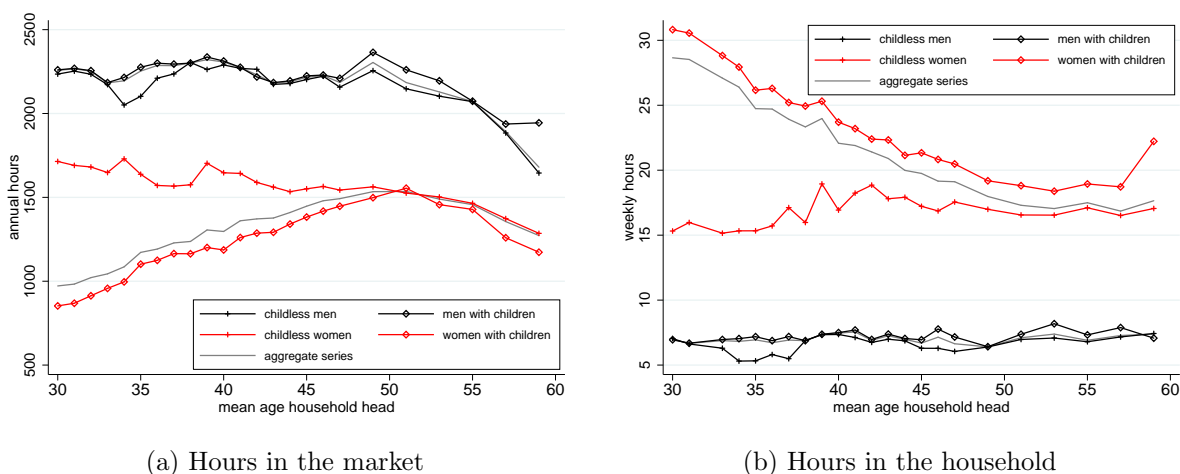 annual hours
500 1000 1500 2000 2500
childless men men with children
childless women women with children
aggregate series
30 35 40 45 50 55 60
mean age household head
(a) Hours in the market
weekly hours
5 10 15 20 25 30
childless men men with children
childless women women with children
aggregate series
30 35 40 45 50 55 60
mean age household head
(b) Hours in the household